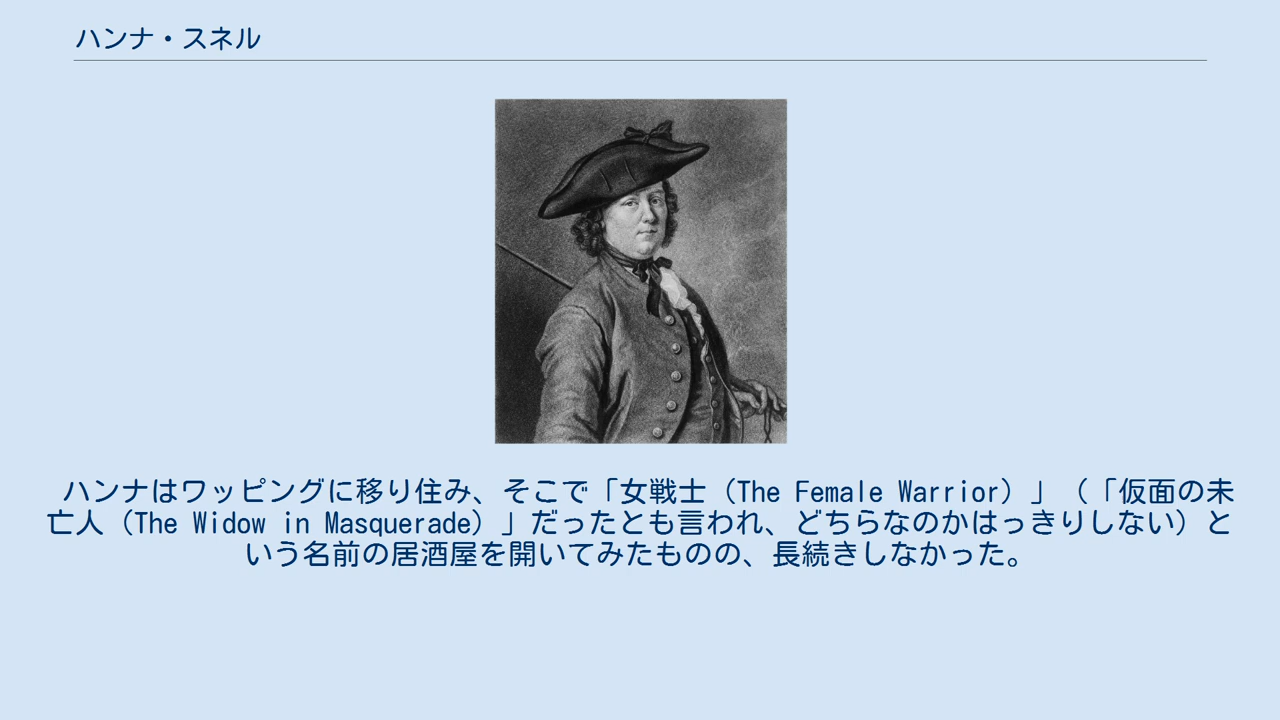 ハンナ・スネル
ハンナはワッピングに移り住み、そこで「女戦士（The Female Warrior）」（「仮面の未
亡人（The Widow in Masquerade）」だったとも言われ、どちらなのかはっきりしない）と
いう名前の居酒屋を開いてみたものの、長続きしなかった。